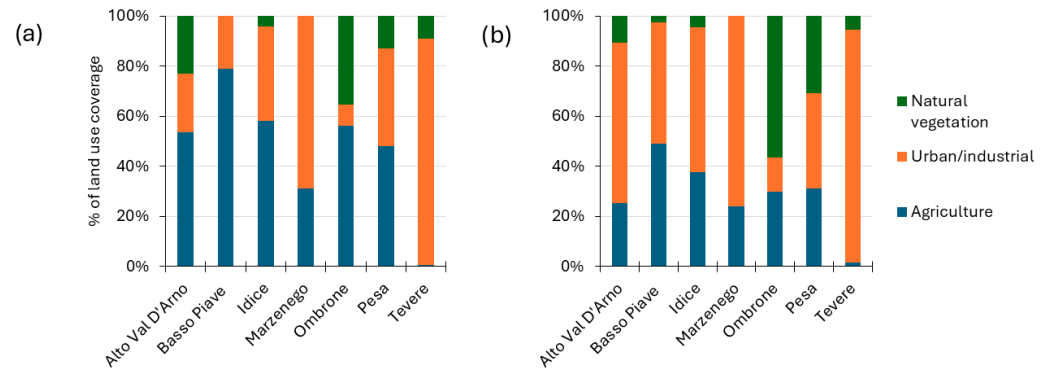 (a)
% of land use coverage
100%
80%
60%
40%
20%
0%
Alto Val D'Arno
Basso Piave
Idice
Marzenego
Ombrone
Pesa
Tevere
(b)
100%
80%
60%
40%
20%
0%
Alto Val D'Arno
Basso Piave
Idice
Marzenego
Ombrone
Pesa
Tevere
Natural
vegetation
Urban/industrial
Agriculture